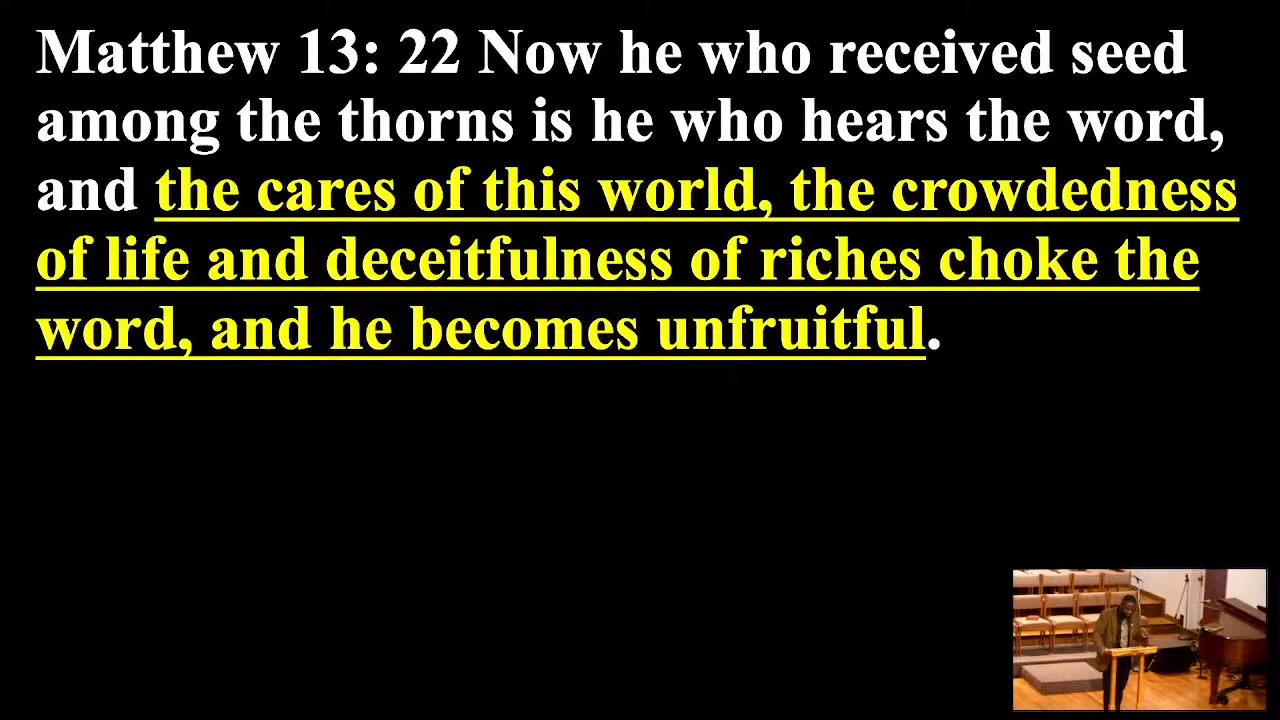 Matthew 13: 22 Now he who received seed
among the thorns is he who hears the word,
and the cares of this world, the crowdedness
of life and deceitfulness of riches choke the
word, and he becomes unfruitful.